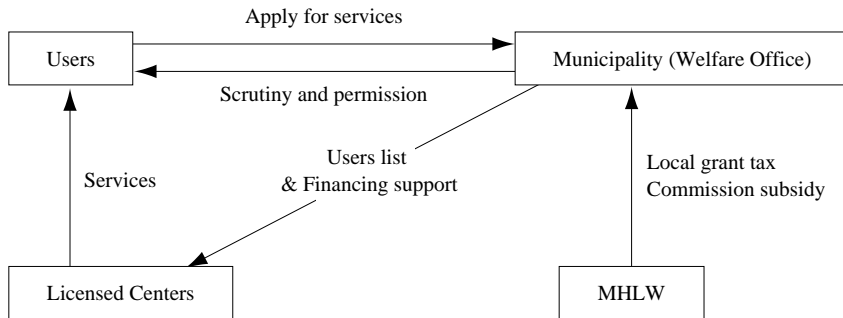 Apply for services
Users
Municipality (Welfare Office)
Scrutiny and permission
Users list
& Financing support
Services
Local grant tax
Commission subsidy
Licensed Centers
MHLW